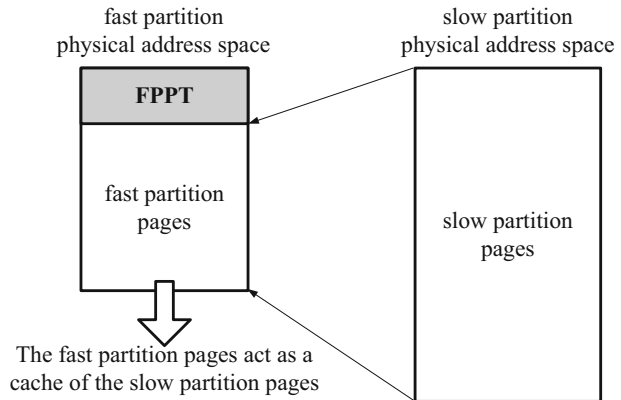 fast partition
physical address space
slow partition
physical address space
FPPT
fast partition
pages
slow partition
pages
The fast partition pages act as a
cache of the slow partition pages